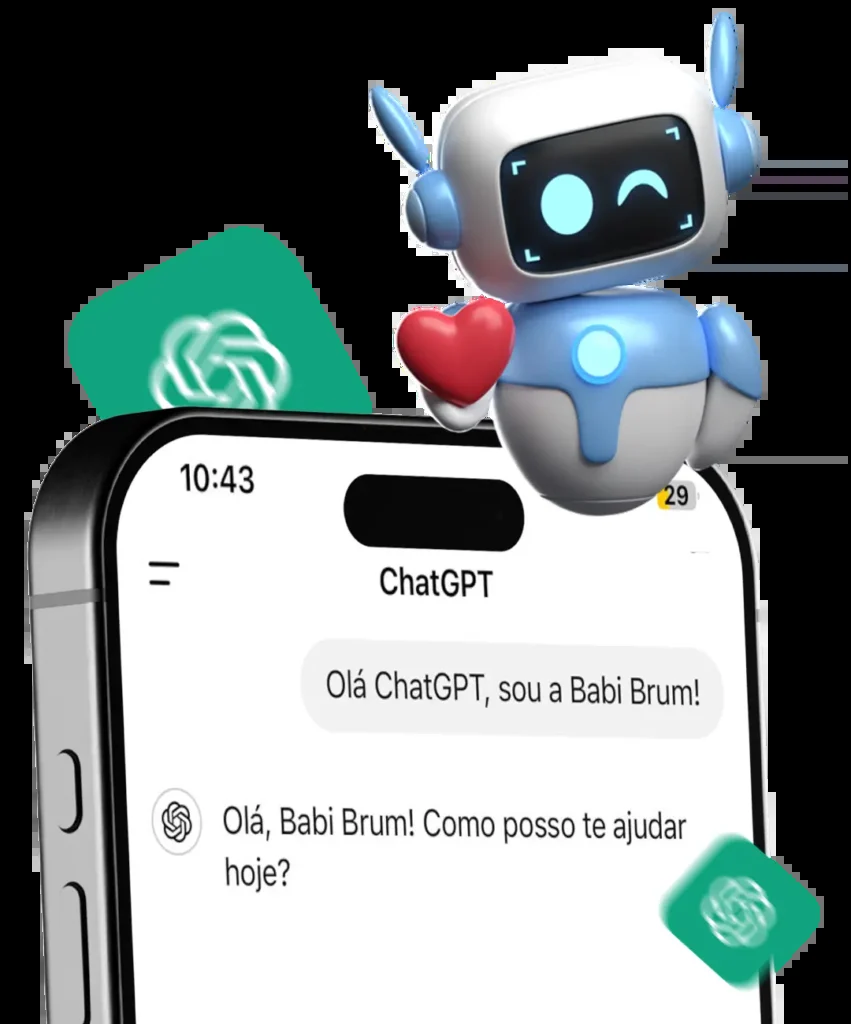 10:43
29
ChatGPT
Olá ChatGPT, sou a Babi Brum!
Olá, Babi Brum! Como posso te ajudar
hoje?